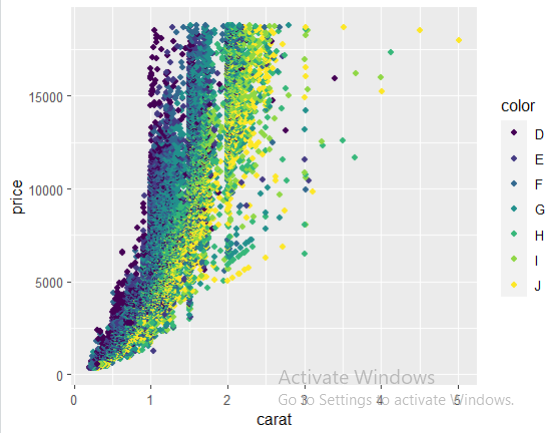 color
D
E
15000
F
G
price
H
10000
I
J
5000
0
Activate Windows
0 1 2 3 4 5
Go to Settings to activate Windows.
carat